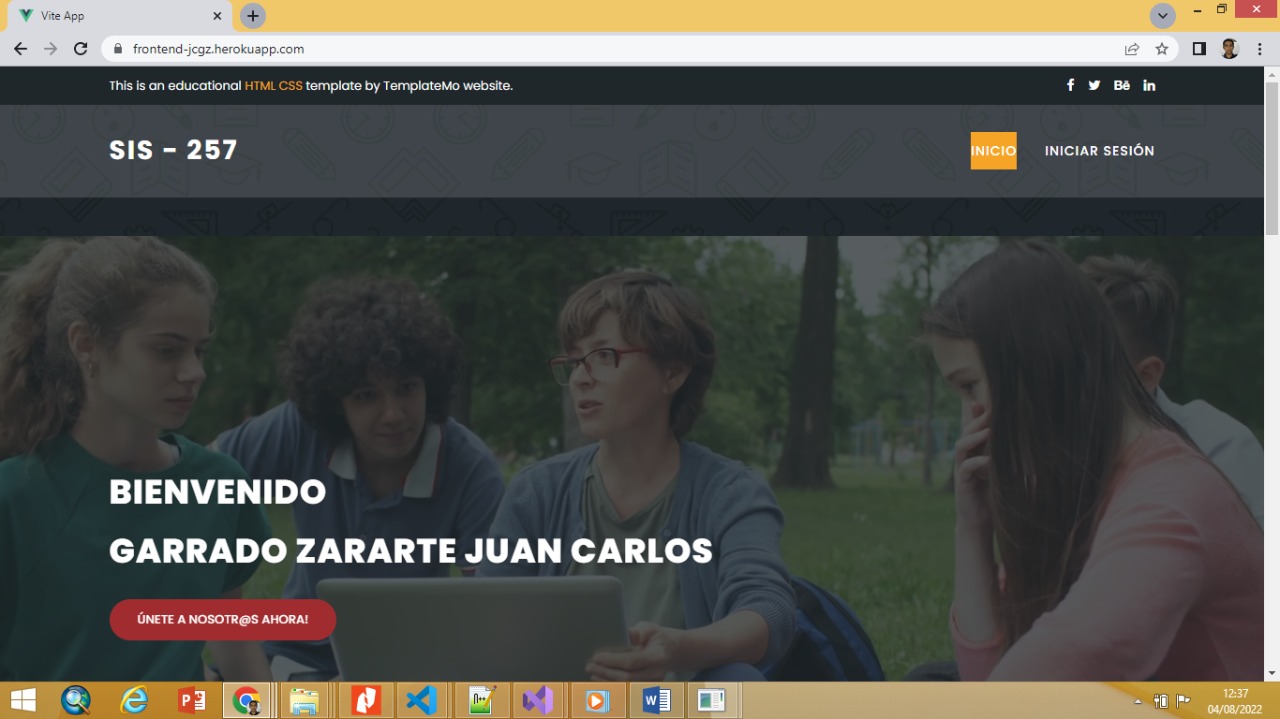 Vite App
frontend-jcgz.herokuapp.com
This is an educational HTML CSS template by TemplateMo website.
SIS - 257
INICIO
INICIAR SESIÓN
BIENVENIDO
GARRADO ZARARTE JUAN CARLOS
ÚNETE A NOSOTR@S AHORA!
12:37
04/08/2022